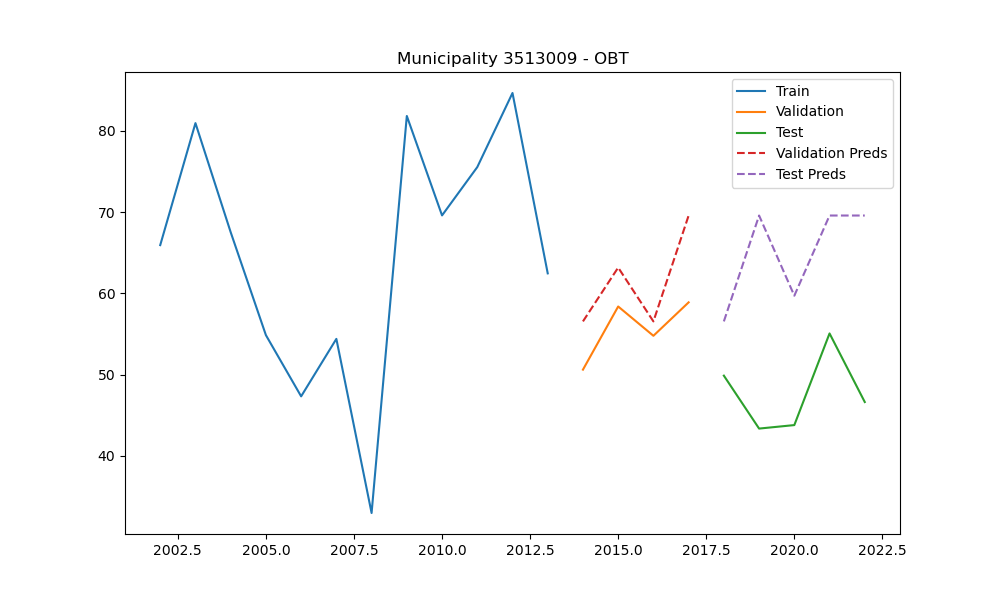 Municipality 3513009 - OBT
Train
Validation
Test
Validation Preds
Test Preds
80
70
60
50
40
2002.5 2005.0 2007.5 2010.0 2012.5 2015.0 2017.5 2020.0 2022.5